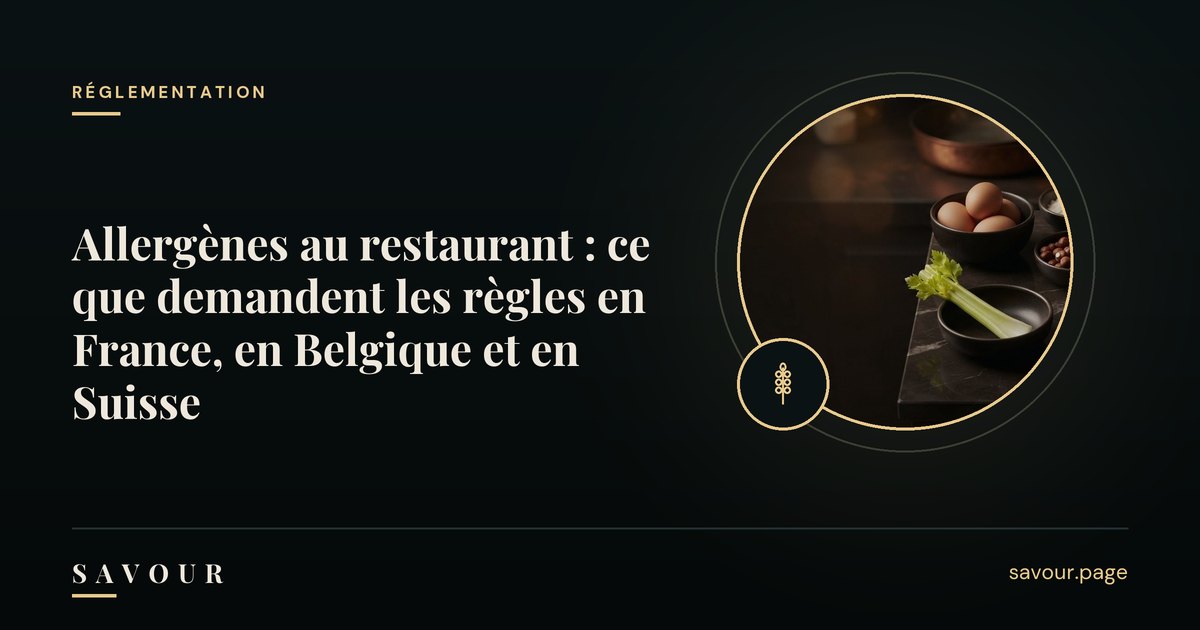 RÉGLEMENTATION
Allergènes au restaurant : ce
que demandent les règles en
France, en Belgique et en
Suisse
SAVOUR
savour.page